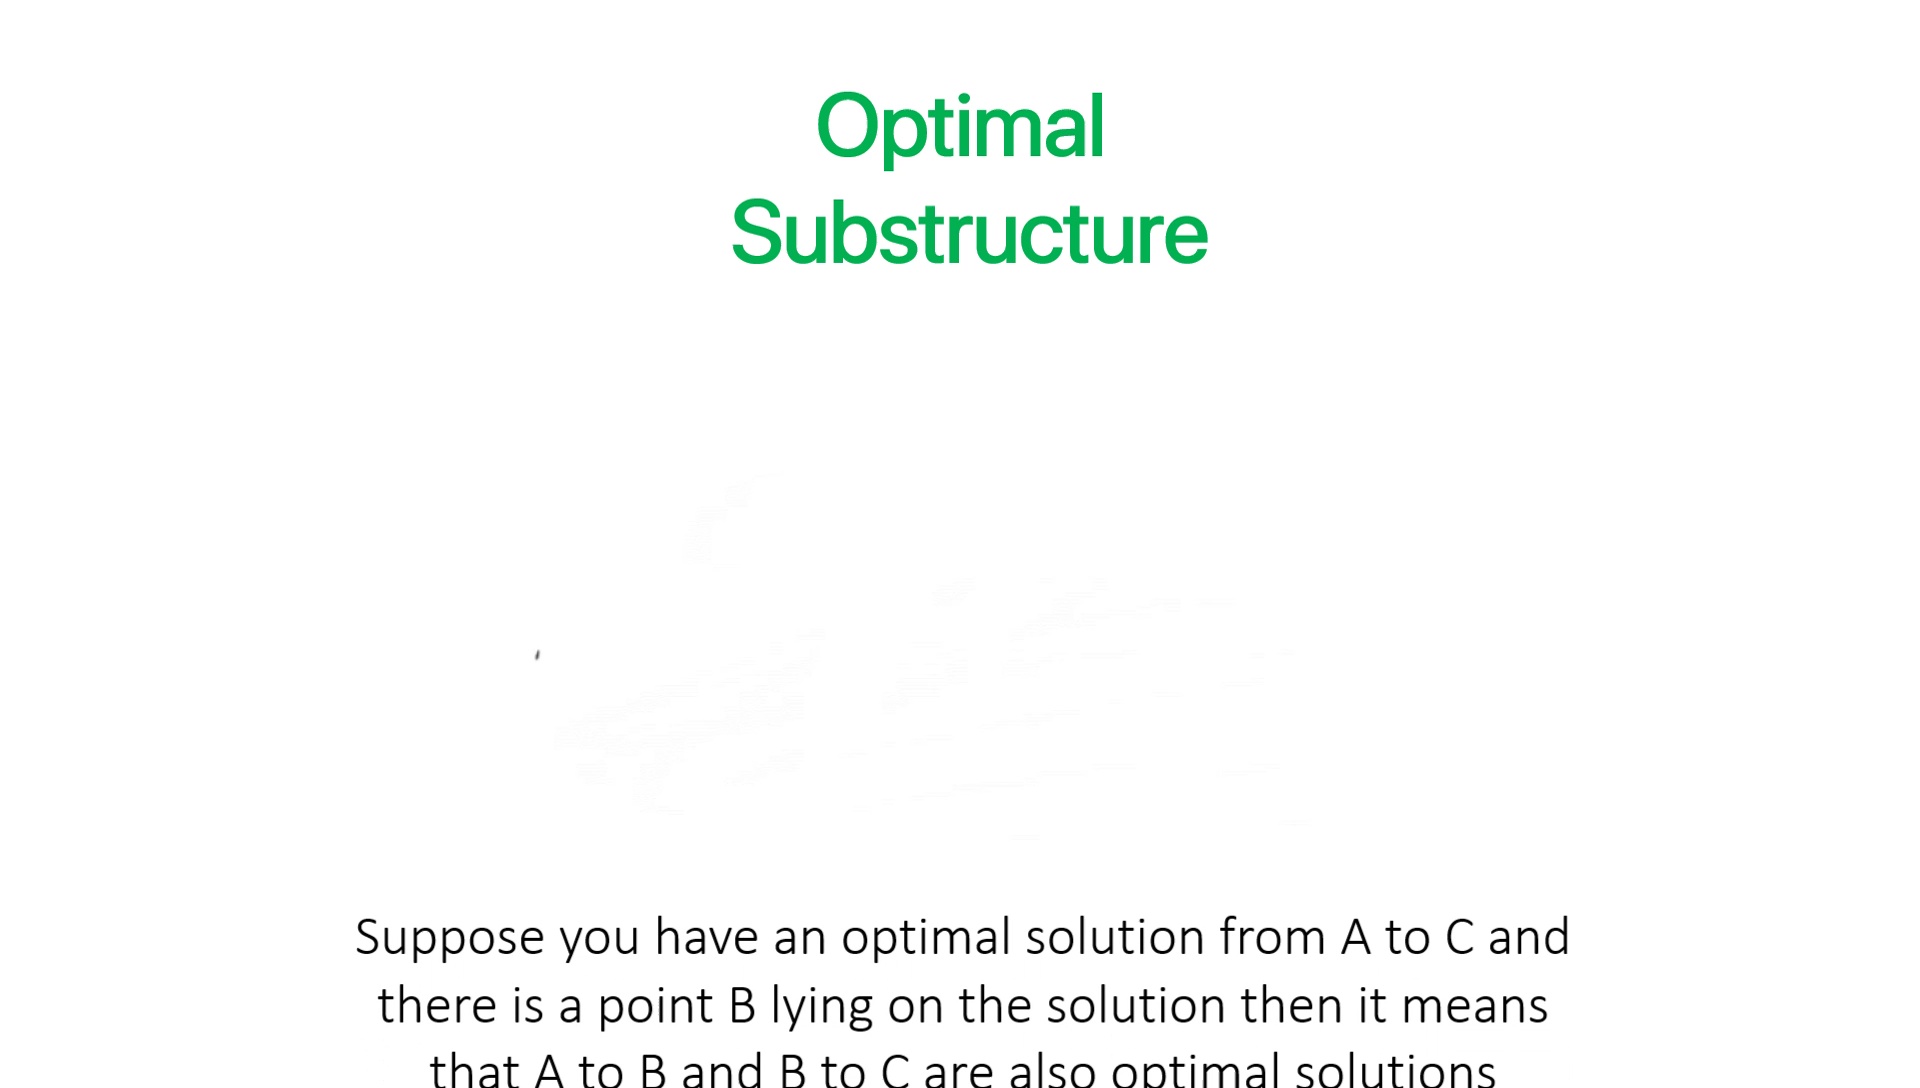 Optimal
Substructure
Suppose you have an optimal solution from A to C and
there is a point B lying on the solution then it means
that A to B and B to C are also optimal solutions